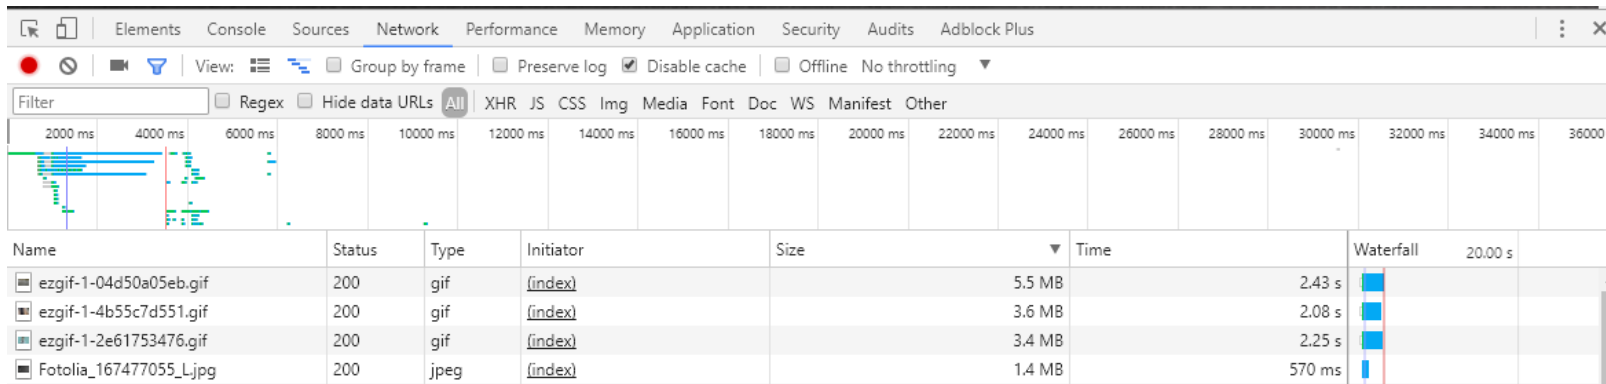 Elements Console Sources Network Performance Memory Application Security Audits Adblock Plus
View: Group by frame Preserve log Disable cache Offline No throttling
Filter Regex Hide data URLs All XHR JS CSS Img Media Font Doc WS Manifest Other
2000 ms 4000 ms 6000 ms 8000 ms 10000 ms 12000 ms 14000 ms 16000 ms 18000 ms 20000 ms 22000 ms 24000 ms 26000 ms 28000 ms 30000 ms 32000 ms 34000 ms 36000
Name Status Type Initiator Size Time Waterfall 20.00 s
ezgif-1-04d50a05eb.gif 200 gif (index) 5.5 MB 2.43 s
ezgif-1-4b55c7d551.gif 200 gif (index) 3.6 MB 2.08 s
ezgif-1-2e61753476.gif 200 gif (index) 3.4 MB 2.25 s
Fotolia_167477055_L.jpg 200 jpeg (index) 1.4 MB 570 ms